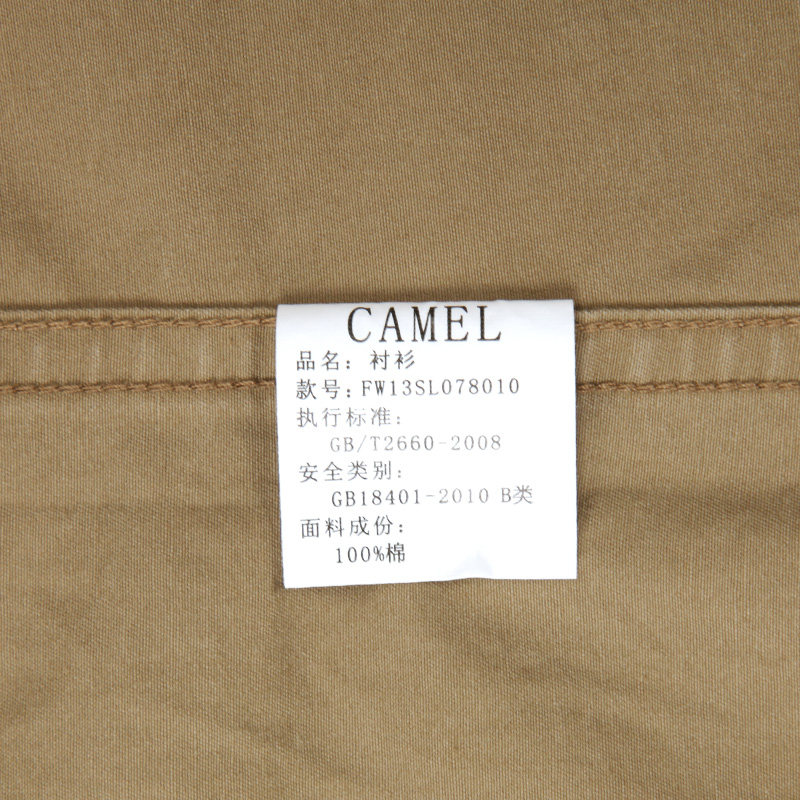 CAMEL
品名：衬衫
款号：FW13SL078010
执行标准：
GB/T2660-2008
安全类别：
GB18401-2010 B类
面料成份：
100%棉